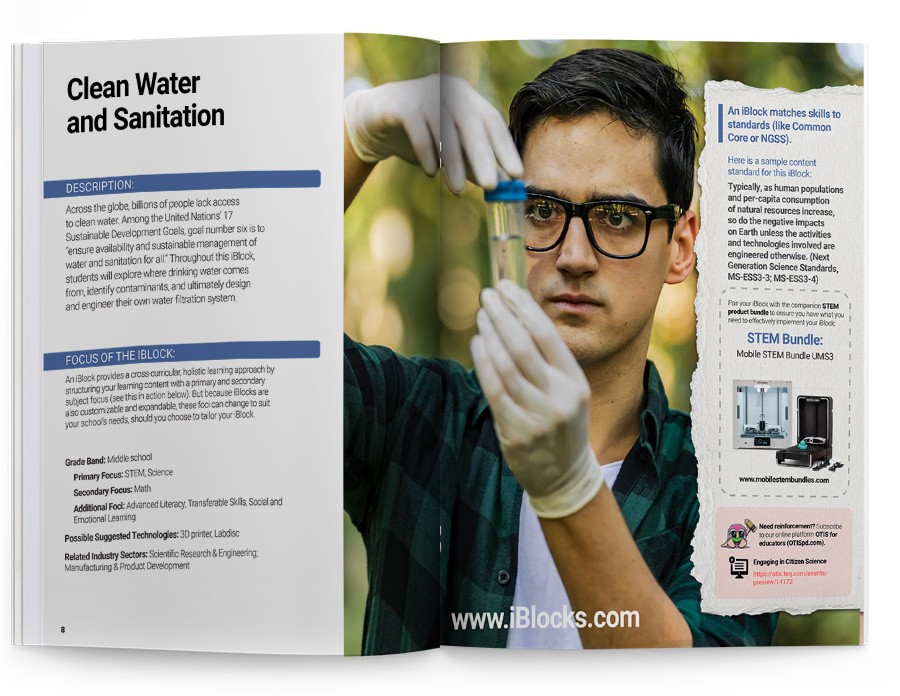 Clean Water
and Sanitation
DESCRIPTION:
Across the globe, billions of people lack access
to clean water. Among the United Nations' 17
Sustainable Development Goals, goal number six is to
"ensure availability and sustainable management of
water and sanitation for all." Throughout this iBlock,
students will explore where drinking water comes
from, identify contaminants, and ultimately design
and engineer their own water filtration system.
FOCUS OF THE IBLOCK:
An iBlock provides a cross-curricular, holistic learning approach by
structuring your learning content with a primary and secondary
subject focus (see this in action below). But because iBlocks are
also customizable and expandable, these foci can change to suit
your school's needs, should you choose to tailor your iBlock.
Grade Band: Middle school
Primary Focus: STEM, Science
Secondary Focus: Math
Additional Foci: Advanced Literacy, Transferable Skills, Social and
Emotional Learning
Possible Suggested Technologies: 3D printer, Labdisc
Related Industry Sectors: Scientific Research & Engineering;
Manufacturing & Product Development
8
www.iBlocks.com
An iBlock matches skills to
standards (like Common
Core or NGSS).
Here is a sample content
standard for this iBlock:
Typically, as human populations
and per-capita consumption
of natural resources increase,
so do the negative impacts
on Earth unless the activities
and technologies involved are
engineered otherwise. (Next
Generation Science Standards,
MS-ESS3-3; MS-ESS3-4)
Pair your iBlock with the companion STEM
product bundle to ensure you have what you
need to effectively implement your iBlock:
STEM Bundle:
Mobile STEM Bundle UMS3
www.mobilestembundles.com
Need reinforcement? Subscribe
to our online platform OTIS for
educators (OTISpd.com).
Engaging in Citizen Science
https://otis.teq.com/events/
preview/14172